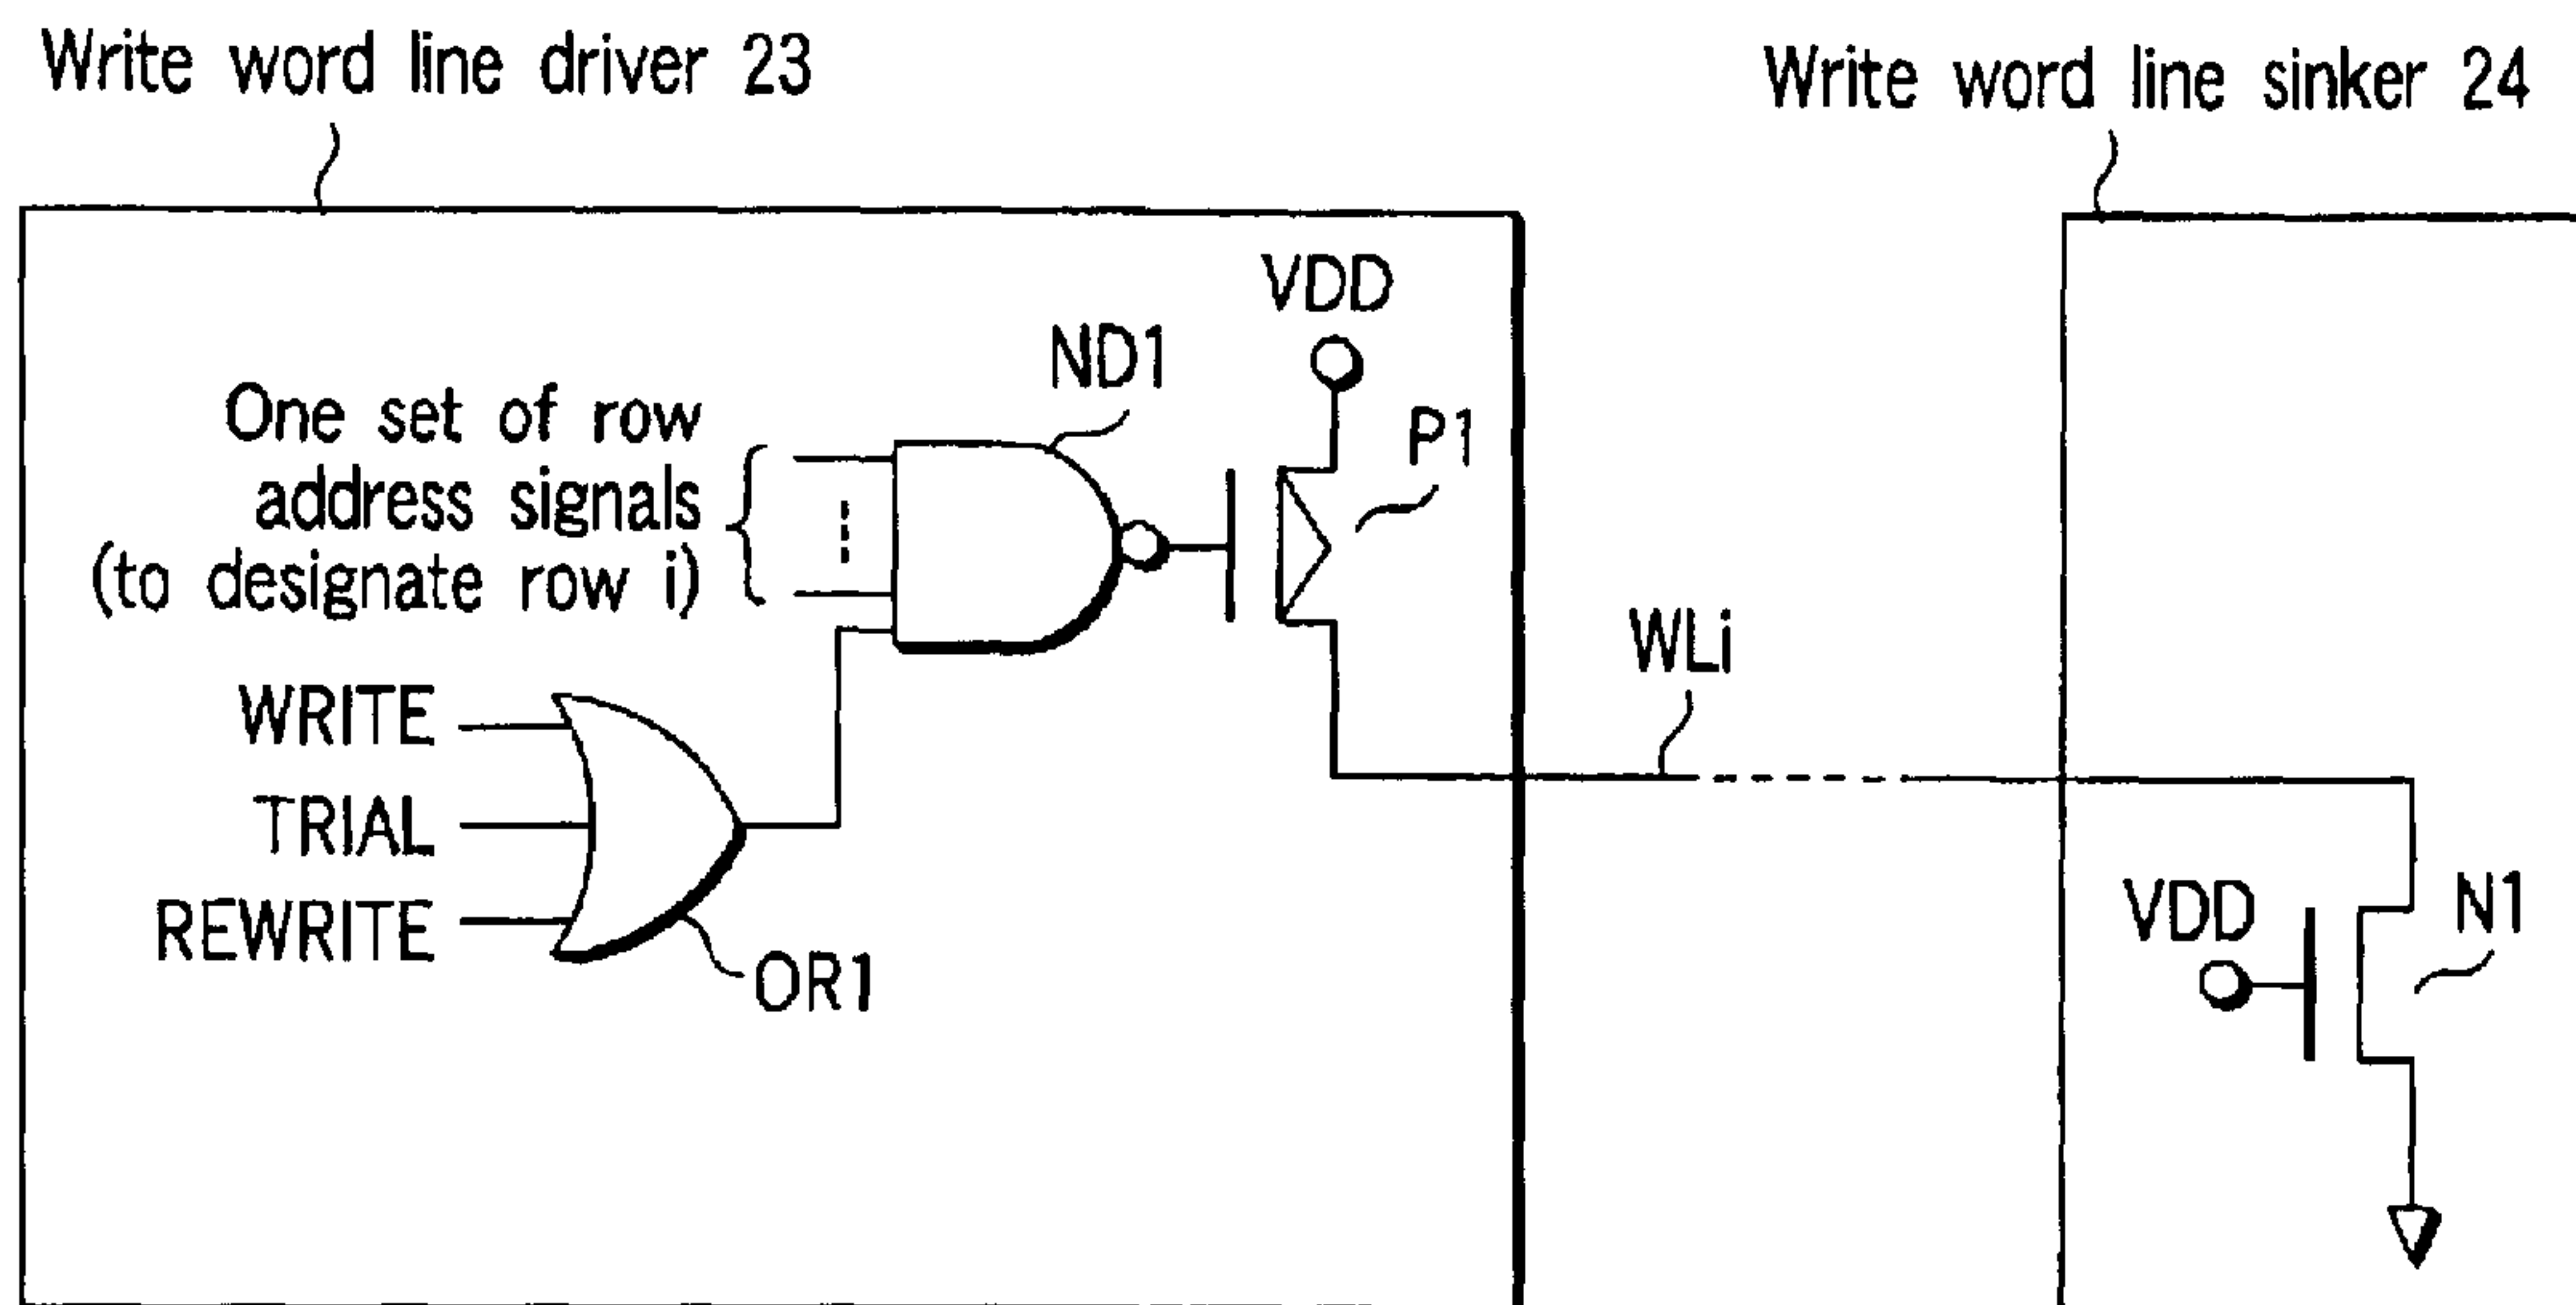 Write word line driver 23
Write word line sinker 24
VDD
ND1
One set of row
address signals
(to designate row i)
P1
WLi
WRITE
TRIAL
REWRITE
OR1
VDD
N1